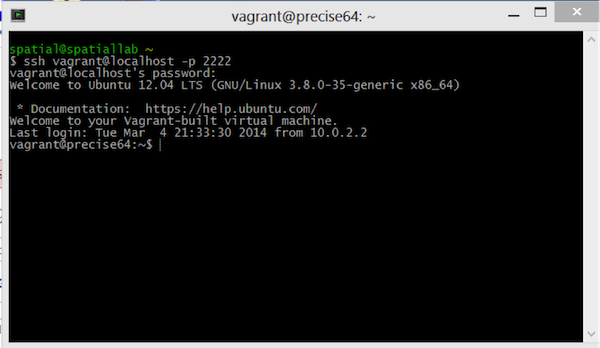 vagrant@precise64: ~
spatial@spatiallab ~
$ ssh vagrant@localhost -p 2222
vagrant@localhost's password:
Welcome to Ubuntu 12.04 LTS (GNU/Linux 3.8.0-35-generic x86_64)
* Documentation:  https://help.ubuntu.com/
Welcome to your Vagrant-built virtual machine.
Last login: Tue Mar  4 21:33:30 2014 from 10.0.2.2
vagrant@precise64:~$